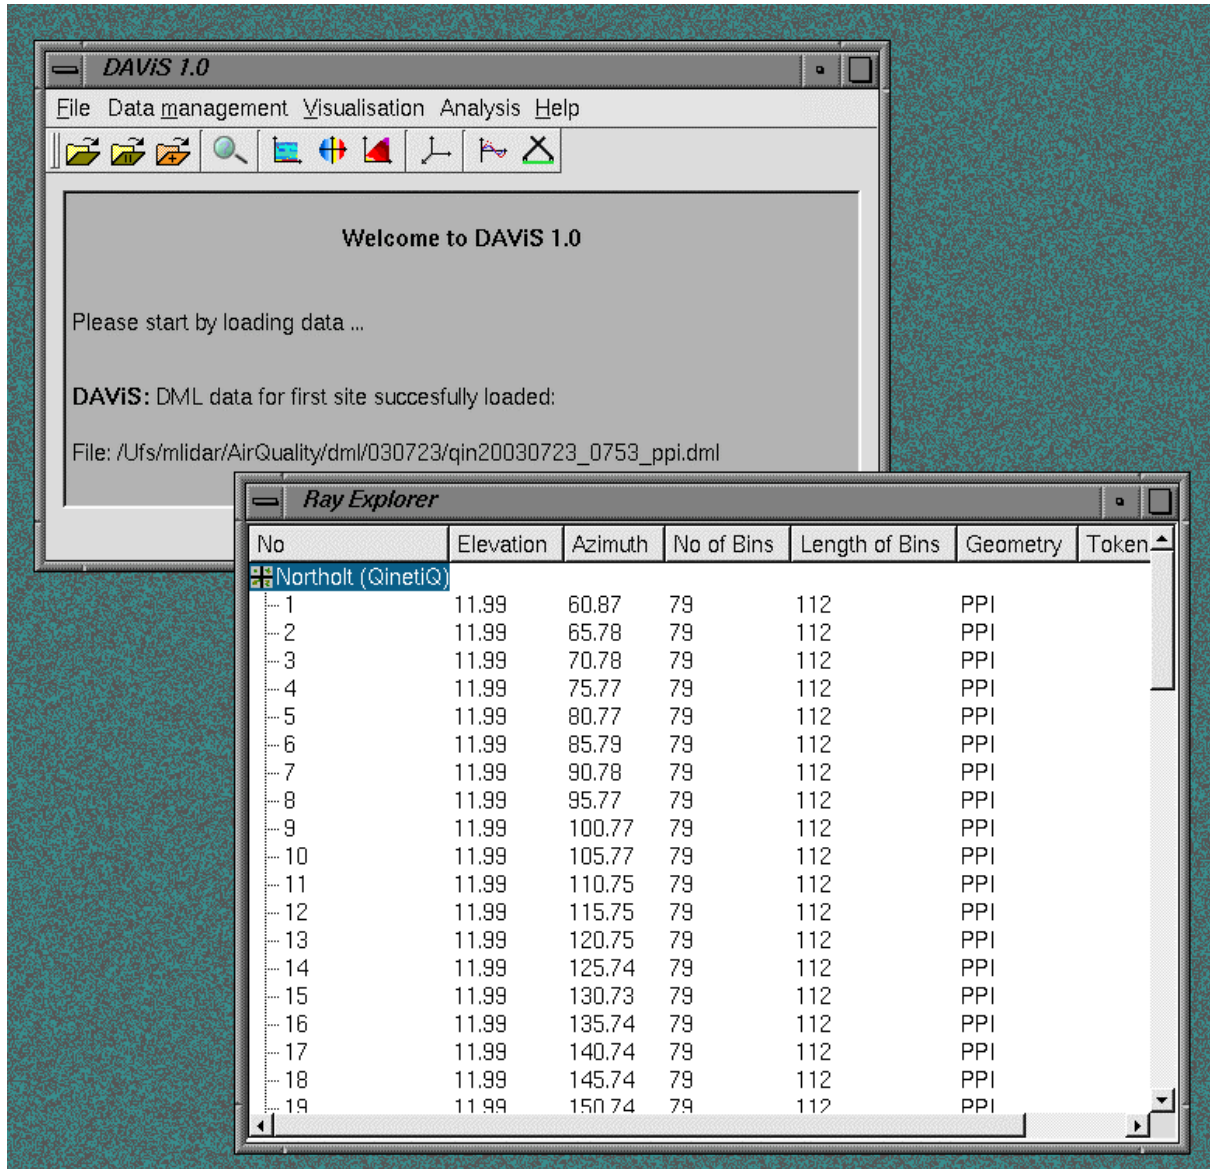 DAViS 1.0
File Data management Visualisation Analysis Help
Welcome to DAViS 1.0
Please start by loading data ...
DAViS: DML data for first site succesfully loaded:
File: /Ufs/mlidar/AirQuality/dml/030723/qin20030723_0753_ppi.dml
Ray Explorer
No Elevation Azimuth No of Bins Length of Bins Geometry Token
Northolt (QinetiQ)
1 11.99 60.87 79 112 PPI
2 11.99 65.78 79 112 PPI
3 11.99 70.78 79 112 PPI
4 11.99 75.77 79 112 PPI
5 11.99 80.77 79 112 PPI
6 11.99 85.79 79 112 PPI
7 11.99 90.78 79 112 PPI
8 11.99 95.77 79 112 PPI
9 11.99 100.77 79 112 PPI
10 11.99 105.77 79 112 PPI
11 11.99 110.75 79 112 PPI
12 11.99 115.75 79 112 PPI
13 11.99 120.75 79 112 PPI
14 11.99 125.74 79 112 PPI
15 11.99 130.73 79 112 PPI
16 11.99 135.74 79 112 PPI
17 11.99 140.74 79 112 PPI
18 11.99 145.74 79 112 PPI
19 11.99 150.74 79 112 PPI